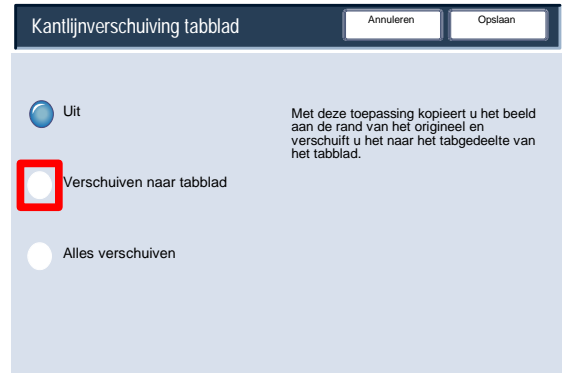 Kantlijnverschuiving tabblad
Annuleren
Opslaan
Uit
Met deze toepassing kopieert u het beeld
aan de rand van het origineel en
verschuift u het naar het tabgedeelte van
het tabblad.
Verschuiven naar tabblad
Alles verschuiven